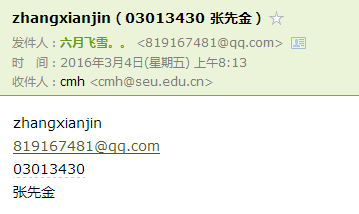 zhangxianjin（03013430 张先金）
发件人：六月飞雪。。 <819167481@qq.com>
时　间：2016年3月4日(星期五) 上午8:13
收件人：cmh <cmh@seu.edu.cn>
zhangxianjin
819167481@qq.com
03013430
张先金